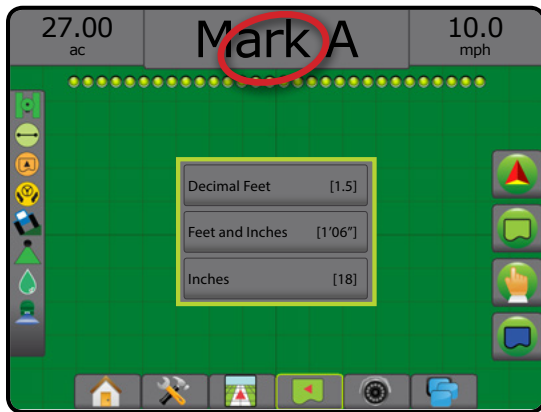 27.00
ac
Mark A
10.0
mph
Decimal Feet [1.5]
Feet and Inches [1'06"]
Inches [18]